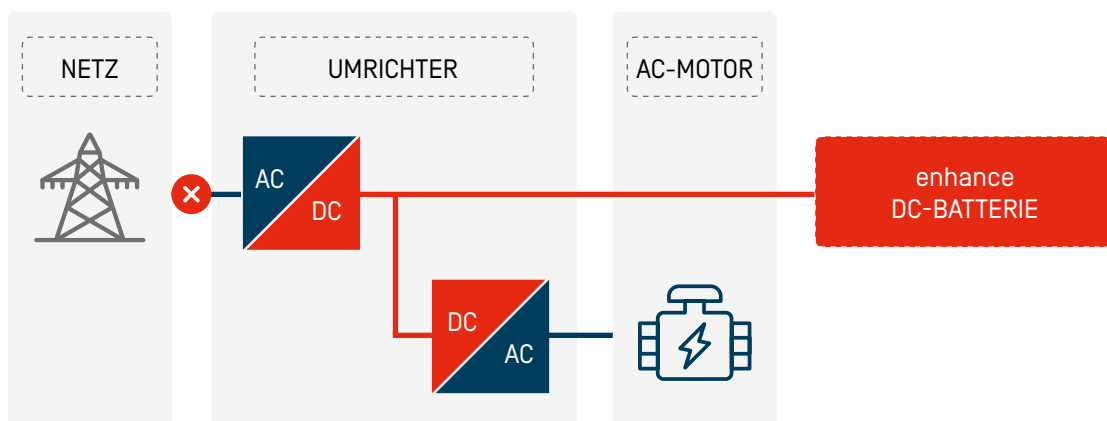 NETZ
UMRICHTER
AC-MOTOR
AC
DC
enhance
DC-BATTERIE
DC
AC